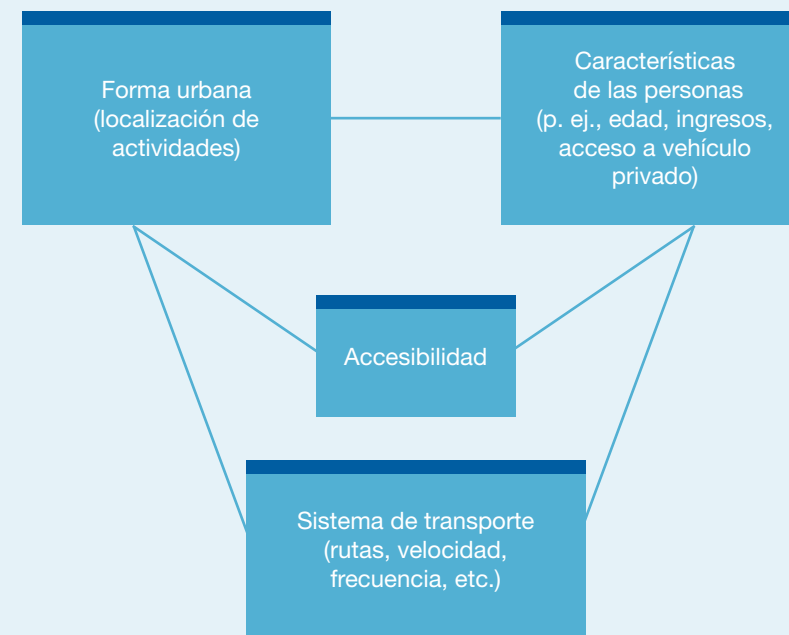 Forma urbana
(localización de
actividades)
Características
de las personas
(p. ej., edad, ingresos,
acceso a vehículo
privado)
Accesibilidad
Sistema de transporte
(rutas, velocidad,
frecuencia, etc.)